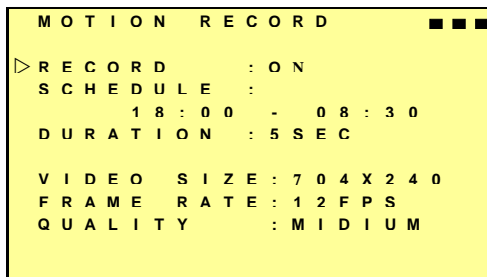 MOTION RECORD
RECORD : ON
SCHEDULE :
18:00 - 08:30
DURATION : 5SEC
VIDEO SIZE: 704X240
FRAME RATE: 12FPS
QUALITY : MIDIUM